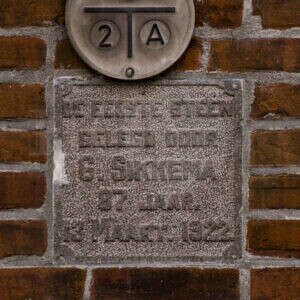 2 A
DE EERSTE STEEN
GELEGD DOOR
G. SIKKEMA
87 JAAR.
13 MAART 1922